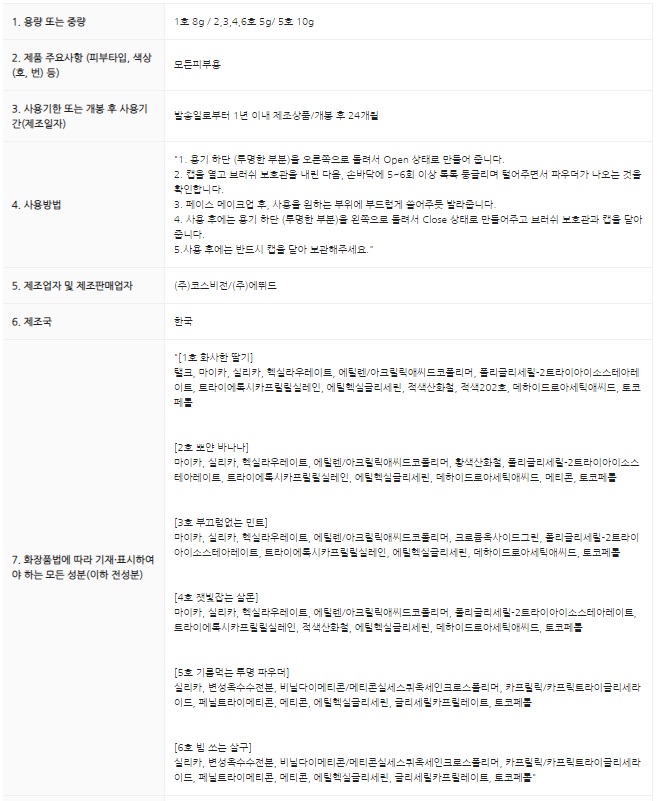 1. 용량 또는 중량
1호 8g / 2,3,4,6호 5g/ 5호 10g
2. 제품 주요사항 (피부타입, 색상
(호, 번) 등)
모든피부용
3. 사용기한 또는 개봉 후 사용기
간(제조일자)
발송일로부터 1년 이내 제조상품/개봉 후 24개월
4. 사용방법
"1. 용기 하단 (투명한 부분)을 오른쪽으로 돌려서 Open 상태로 만들어 줍니다.
2. 캡을 열고 브러쉬 보호관을 내린 다음, 손바닥에 5~6회 이상 톡톡 둥글리며 털어주면서 파우더가 나오는 것을
확인합니다.
3. 페이스 메이크업 후, 사용을 원하는 부위에 부드럽게 쓸어주듯 발라줍니다.
4. 사용 후에는 용기 하단 (투명한 부분)을 왼쪽으로 돌려서 Close 상태로 만들어주고 브러쉬 보호관과 캡을 닫아
줍니다.
5.사용 후에는 반드시 캡을 닫아 보관해주세요."
5. 제조업자 및 제조판매업자
(주)코스비전/(주)에뛰드
6. 제조국
한국
7. 화장품법에 따라 기재·표시하여
야 하는 모든 성분(이하 전성분)
"[1호 화사한 딸기]
탤크, 마이카, 실리카, 헥실라우레이트, 에틸렌/아크릴릭애씨드코폴리머, 폴리글리세릴-2트라이아이소스테아레
이트, 트라이에톡시카프릴릴실레인, 에틸헥실글리세린, 적색산화철, 적색202호, 데하이드로아세틱애씨드, 토코
페롤
[2호 뽀얀 바나나]
마이카, 실리카, 헥실라우레이트, 에틸렌/아크릴릭애씨드코폴리머, 황색산화철, 폴리글리세릴-2트라이아이소스
테아레이트, 트라이에톡시카프릴릴실레인, 에틸헥실글리세린, 데하이드로아세틱애씨드, 메티콘, 토코페롤
[3호 부끄럼없는 민트]
마이카, 실리카, 헥실라우레이트, 에틸렌/아크릴릭애씨드코폴리머, 크로뮴옥사이드그린, 폴리글리세릴-2트라이
아이소스테아레이트, 트라이에톡시카프릴릴실레인, 에틸헥실글리세린, 데하이드로아세틱애씨드, 토코페롤
[4호 잿빛잡는 살몬]
마이카, 실리카, 헥실라우레이트, 에틸렌/아크릴릭애씨드코폴리머, 폴리글리세릴-2트라이아이소스테아레이트,
트라이에톡시카프릴릴실레인, 적색산화철, 에틸헥실글리세린, 데하이드로아세틱애씨드, 토코페롤
[5호 기름먹는 투명 파우더]
실리카, 변성옥수수전분, 비닐다이메티콘/메티콘실세스퀴옥세인크로스폴리머, 카프릴릭/카프릭트라이글리세라
이드, 페닐트라이메티콘, 메티콘, 에틸헥실글리세린, 글리세릴카프릴레이트, 토코페롤
[6호 빔 쏘는 살구]
실리카, 변성옥수수전분, 비닐다이메티콘/메티콘실세스퀴옥세인크로스폴리머, 카프릴릭/카프릭트라이글리세라
이드, 페닐트라이메티콘, 메티콘, 에틸헥실글리세린, 글리세릴카프릴레이트, 토코페롤"